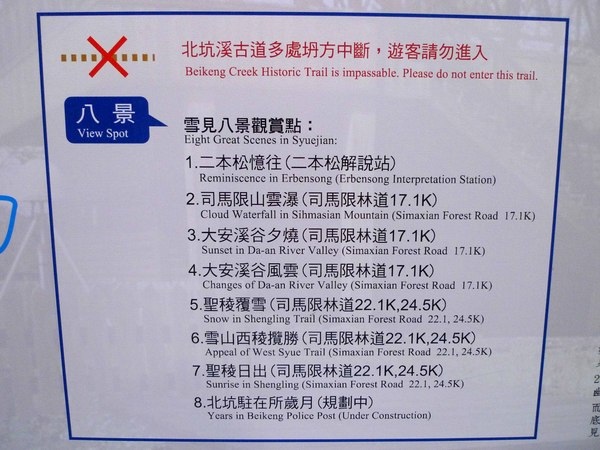 北坑溪古道多處坍方中斷，遊客請勿進入
Beikeng Creek Historic Trail is impassable. Please do not enter this trail.
八景
View Spot
雪見八景觀賞點：
Eight Great Scenes in Syuejian:
1.二本松憶往(二本松解說站)
Reminiscence in Erbensong (Erbensong Interpretation Station)
2.司馬限山雲瀑(司馬限林道17.1K)
Cloud Waterfall in Sihmasian Mountain (Simaxian Forest Road 17.1K)
3.大安溪谷夕燒(司馬限林道17.1K)
Sunset in Da-an River Valley (Simaxian Forest Road 17.1K)
4.大安溪谷風雲(司馬限林道17.1K)
Changes of Da-an River Valley (Simaxian Forest Road 17.1K)
5.聖稜覆雪(司馬限林道22.1K,24.5K)
Snow in Shengling Trail (Simaxian Forest Road 22.1, 24.5K)
6.雪山西稜攬勝(司馬限林道22.1K,24.5K)
Appeal of West Syue Trail (Simaxian Forest Road 22.1, 24.5K)
7.聖稜日出(司馬限林道22.1K,24.5K)
Sunrise in Shengling (Simaxian Forest Road 22.1, 24.5K)
8.北坑駐在所歲月(規劃中)
Years in Beikeng Police Post (Under Construction)